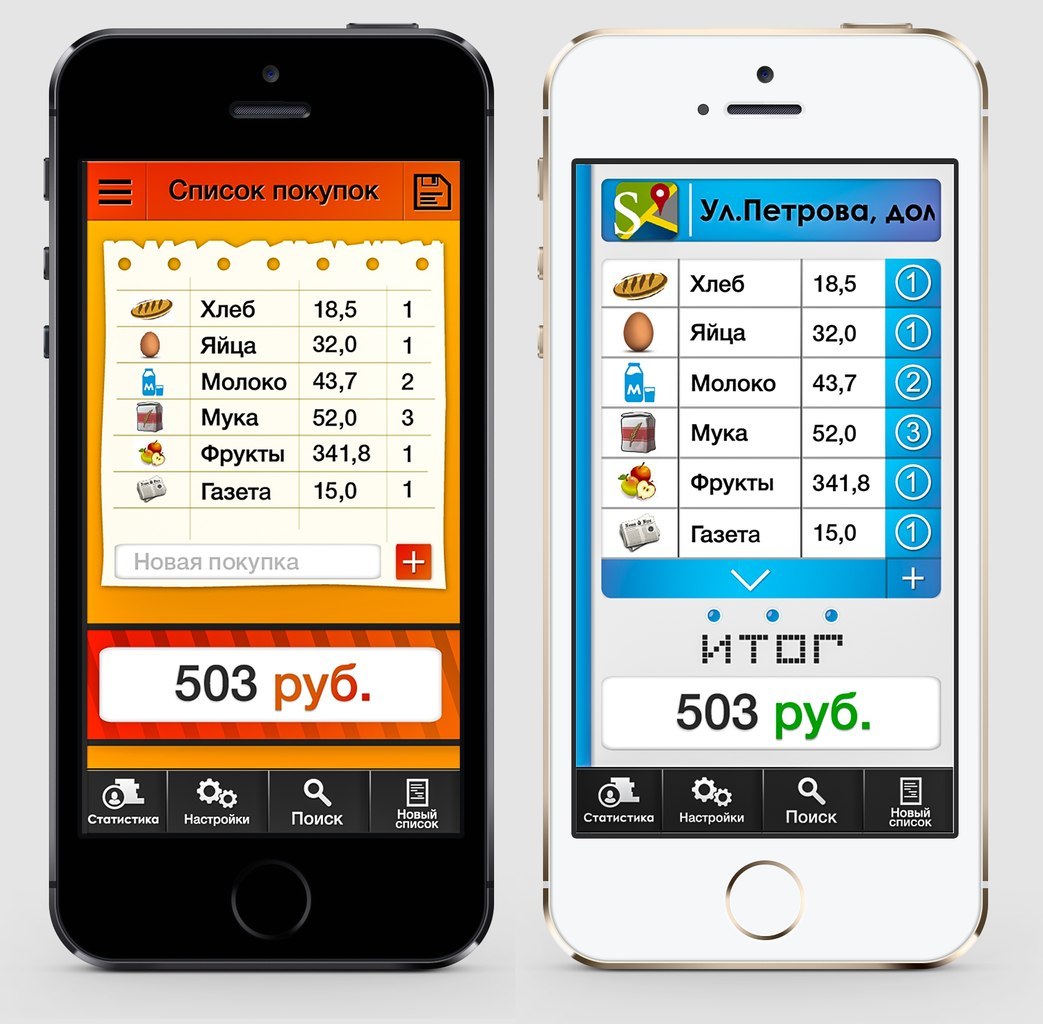 Список покупок
Хлеб 18,5 1
Яйца 32,0 1
Молоко 43,7 2
Мука 52,0 3
Фрукты 341,8 1
Газета 15,0 1
Новая покупка +
503 руб.
Статистика Настройки Поиск Новый список
S Ул.Петрова, дом
Хлеб 18,5 1
Яйца 32,0 1
М Молоко 43,7 2
Мука 52,0 3
Фрукты 341,8 1
Газета 15,0 1
+
итог
503 руб.
Статистика Настройки Поиск Новый список